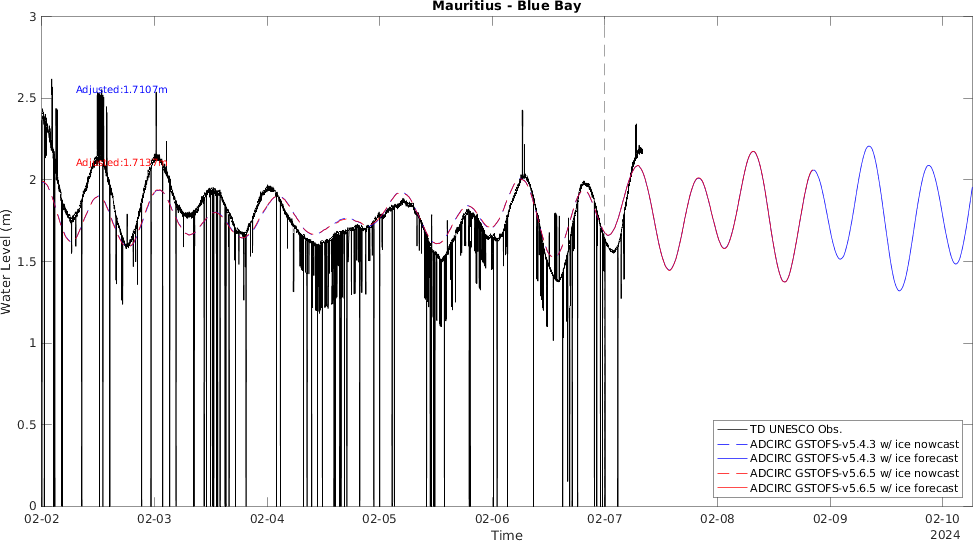 Mauritius - Blue Bay
3
2.5
2
1.5
1
0.5
0
Water Level (m)
Adjusted:1.7107m
02-02
02-03
02-04
02-05
02-06
02-07
02-08
02-09
02-10
2024
Time
TD UNESCO Obs.
ADCIRC GSTOFS-v5.4.3 w/ ice nowcast
ADCIRC GSTOFS-v5.4.3 w/ ice forecast
ADCIRC GSTOFS-v5.6.5 w/ ice nowcast
ADCIRC GSTOFS-v5.6.5 w/ ice forecast